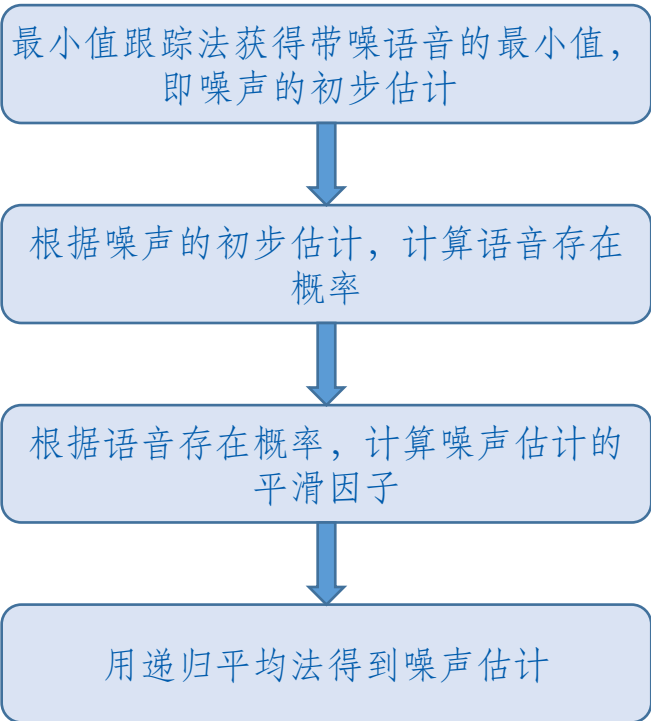 最小值跟踪法获得带噪语音的最小值，
即噪声的初步估计
根据噪声的初步估计，计算语音存在
概率
根据语音存在概率，计算噪声估计的
平滑因子
用递归平均法得到噪声估计